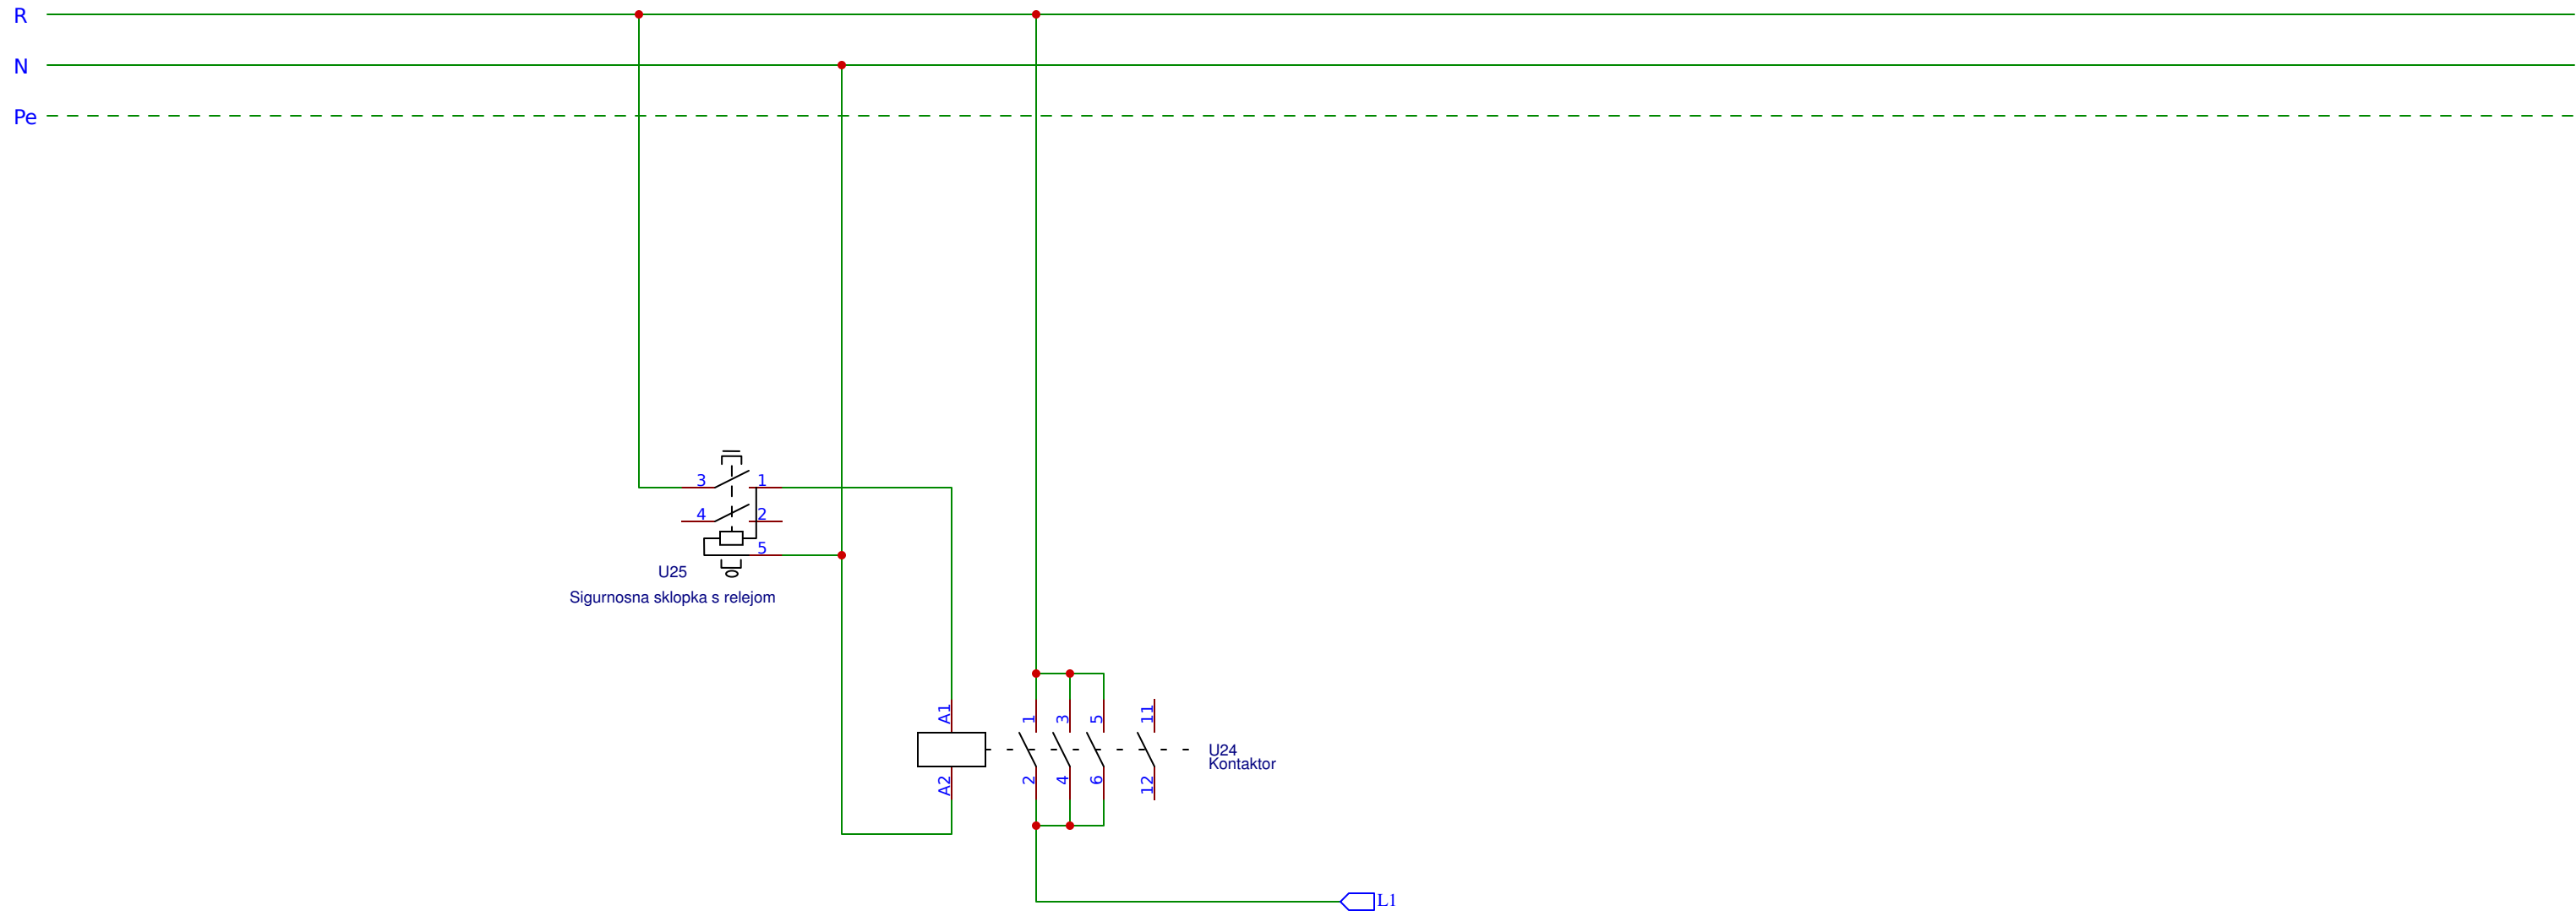 R
N
Pe
3 1
4 2
5
U25
Sigurnosna sklopka s relejom
A1 1 3 5 11
U24
Kontaktor
A2 2 4 6 12
L1